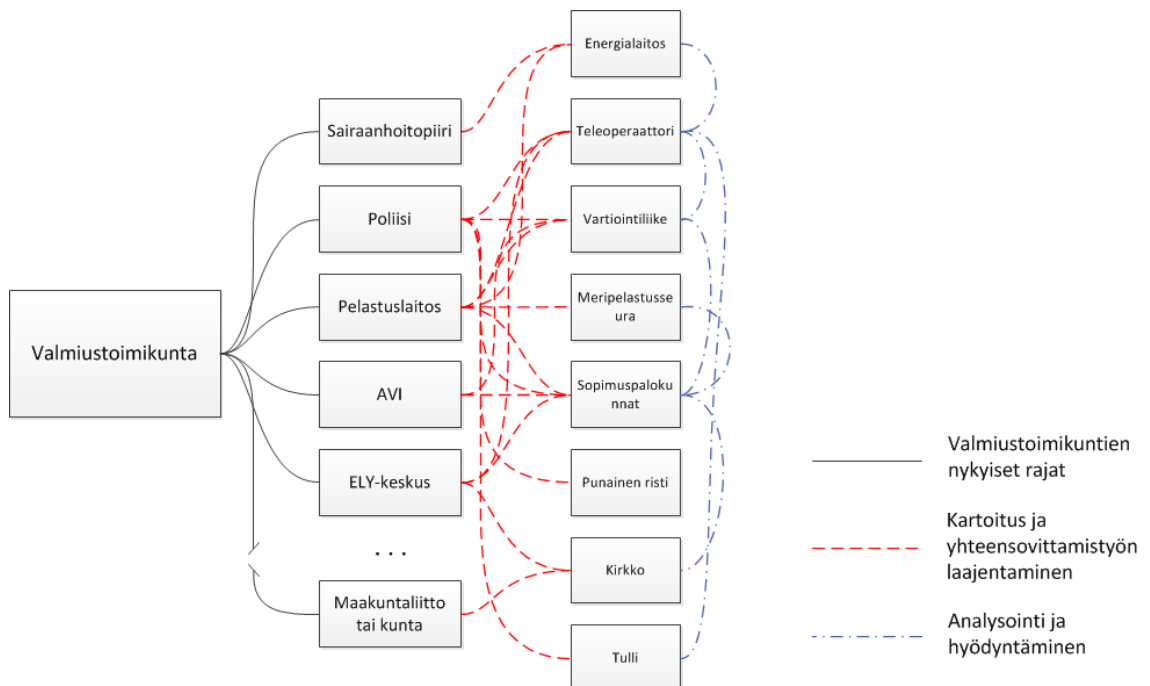 Valmiustoimikunta
Sairaanhoitopiiri
Poliisi
Pelastuslaitos
AVI
ELY-keskus
. . .
Maakuntaliitto
tai kunta
Energialaitos
Teleoperaattori
Vartiointiliike
Meripelastusse
ura
Sopimuspaloku
nnat
Punainen risti
Kirkko
Tulli
Valmiustoimikuntien
nykyiset rajat
Kartoitus ja
yhteensovittamistyön
laajentaminen
Analysointi ja
hyödyntäminen